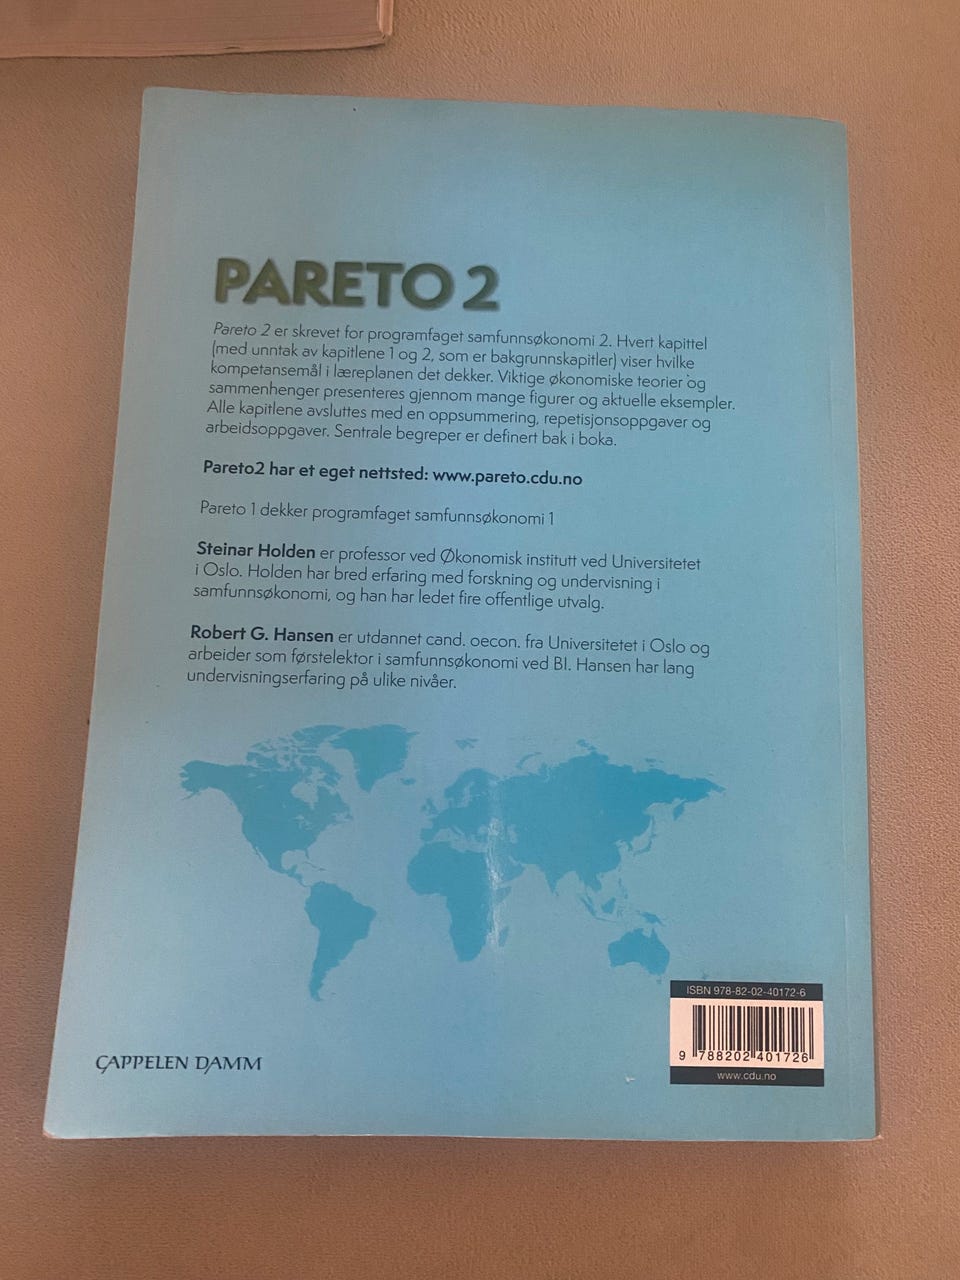 PARETO 2
Pareto 2 er skrevet for programfaget samfunnsøkonomi 2. Hvert kapittel
(med unntak av kapitlene 1 og 2, som er bakgrunnskapitler) viser hvilke
kompetansemål i læreplanen det dekker. Viktige økonomiske teorier og
sammenhenger presenteres gjennom mange figurer og aktuelle eksempler.
Alle kapitlene avsluttes med en oppsummering, repetisjonsoppgaver og
arbeidsoppgaver. Sentrale begreper er definert bak i boka.
Pareto2 har et eget nettsted: www.pareto.cdu.no
Pareto 1 dekker programfaget samfunnsøkonomi 1
Steinar Holden er professor ved Økonomisk institutt ved Universitetet
i Oslo. Holden har bred erfaring med forskning og undervisning i
samfunnsøkonomi, og han har ledet fire offentlige utvalg.
Robert G. Hansen er utdannet cand. oecon. fra Universitetet i Oslo og
arbeider som førstelektor i samfunnsøkonomi ved BI. Hansen har lang
undervisningserfaring på ulike nivåer.
ISBN 978-82-02-40172-6
9 788202 401726
www.cdu.no
CAPPELEN DAMM